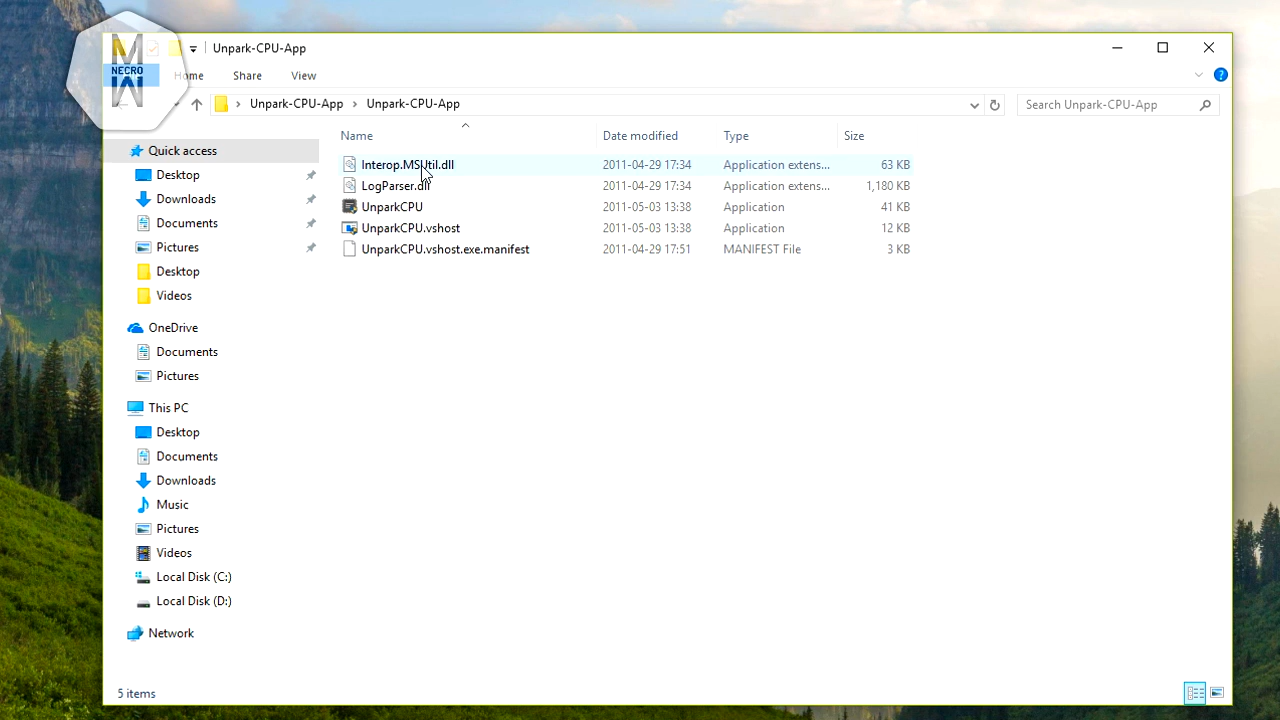 Unpark-CPU-App
NECRO
Home Share View
Unpark-CPU-App > Unpark-CPU-App
Search Unpark-CPU-App
Name Date modified Type Size
Quick access
Desktop
Downloads
Documents
Pictures
Desktop
Videos
OneDrive
Documents
Pictures
This PC
Desktop
Documents
Downloads
Music
Pictures
Videos
Local Disk (C:)
Local Disk (D:)
Network
Interop.MSUtil.dll 2011-04-29 17:34 Application extens... 63 KB
LogParser.dll 2011-04-29 17:34 Application extens... 1,180 KB
UnparkCPU 2011-05-03 13:38 Application 41 KB
UnparkCPU.vshost 2011-05-03 13:38 Application 12 KB
UnparkCPU.vshost.exe.manifest 2011-04-29 17:51 MANIFEST File 3 KB
5 items